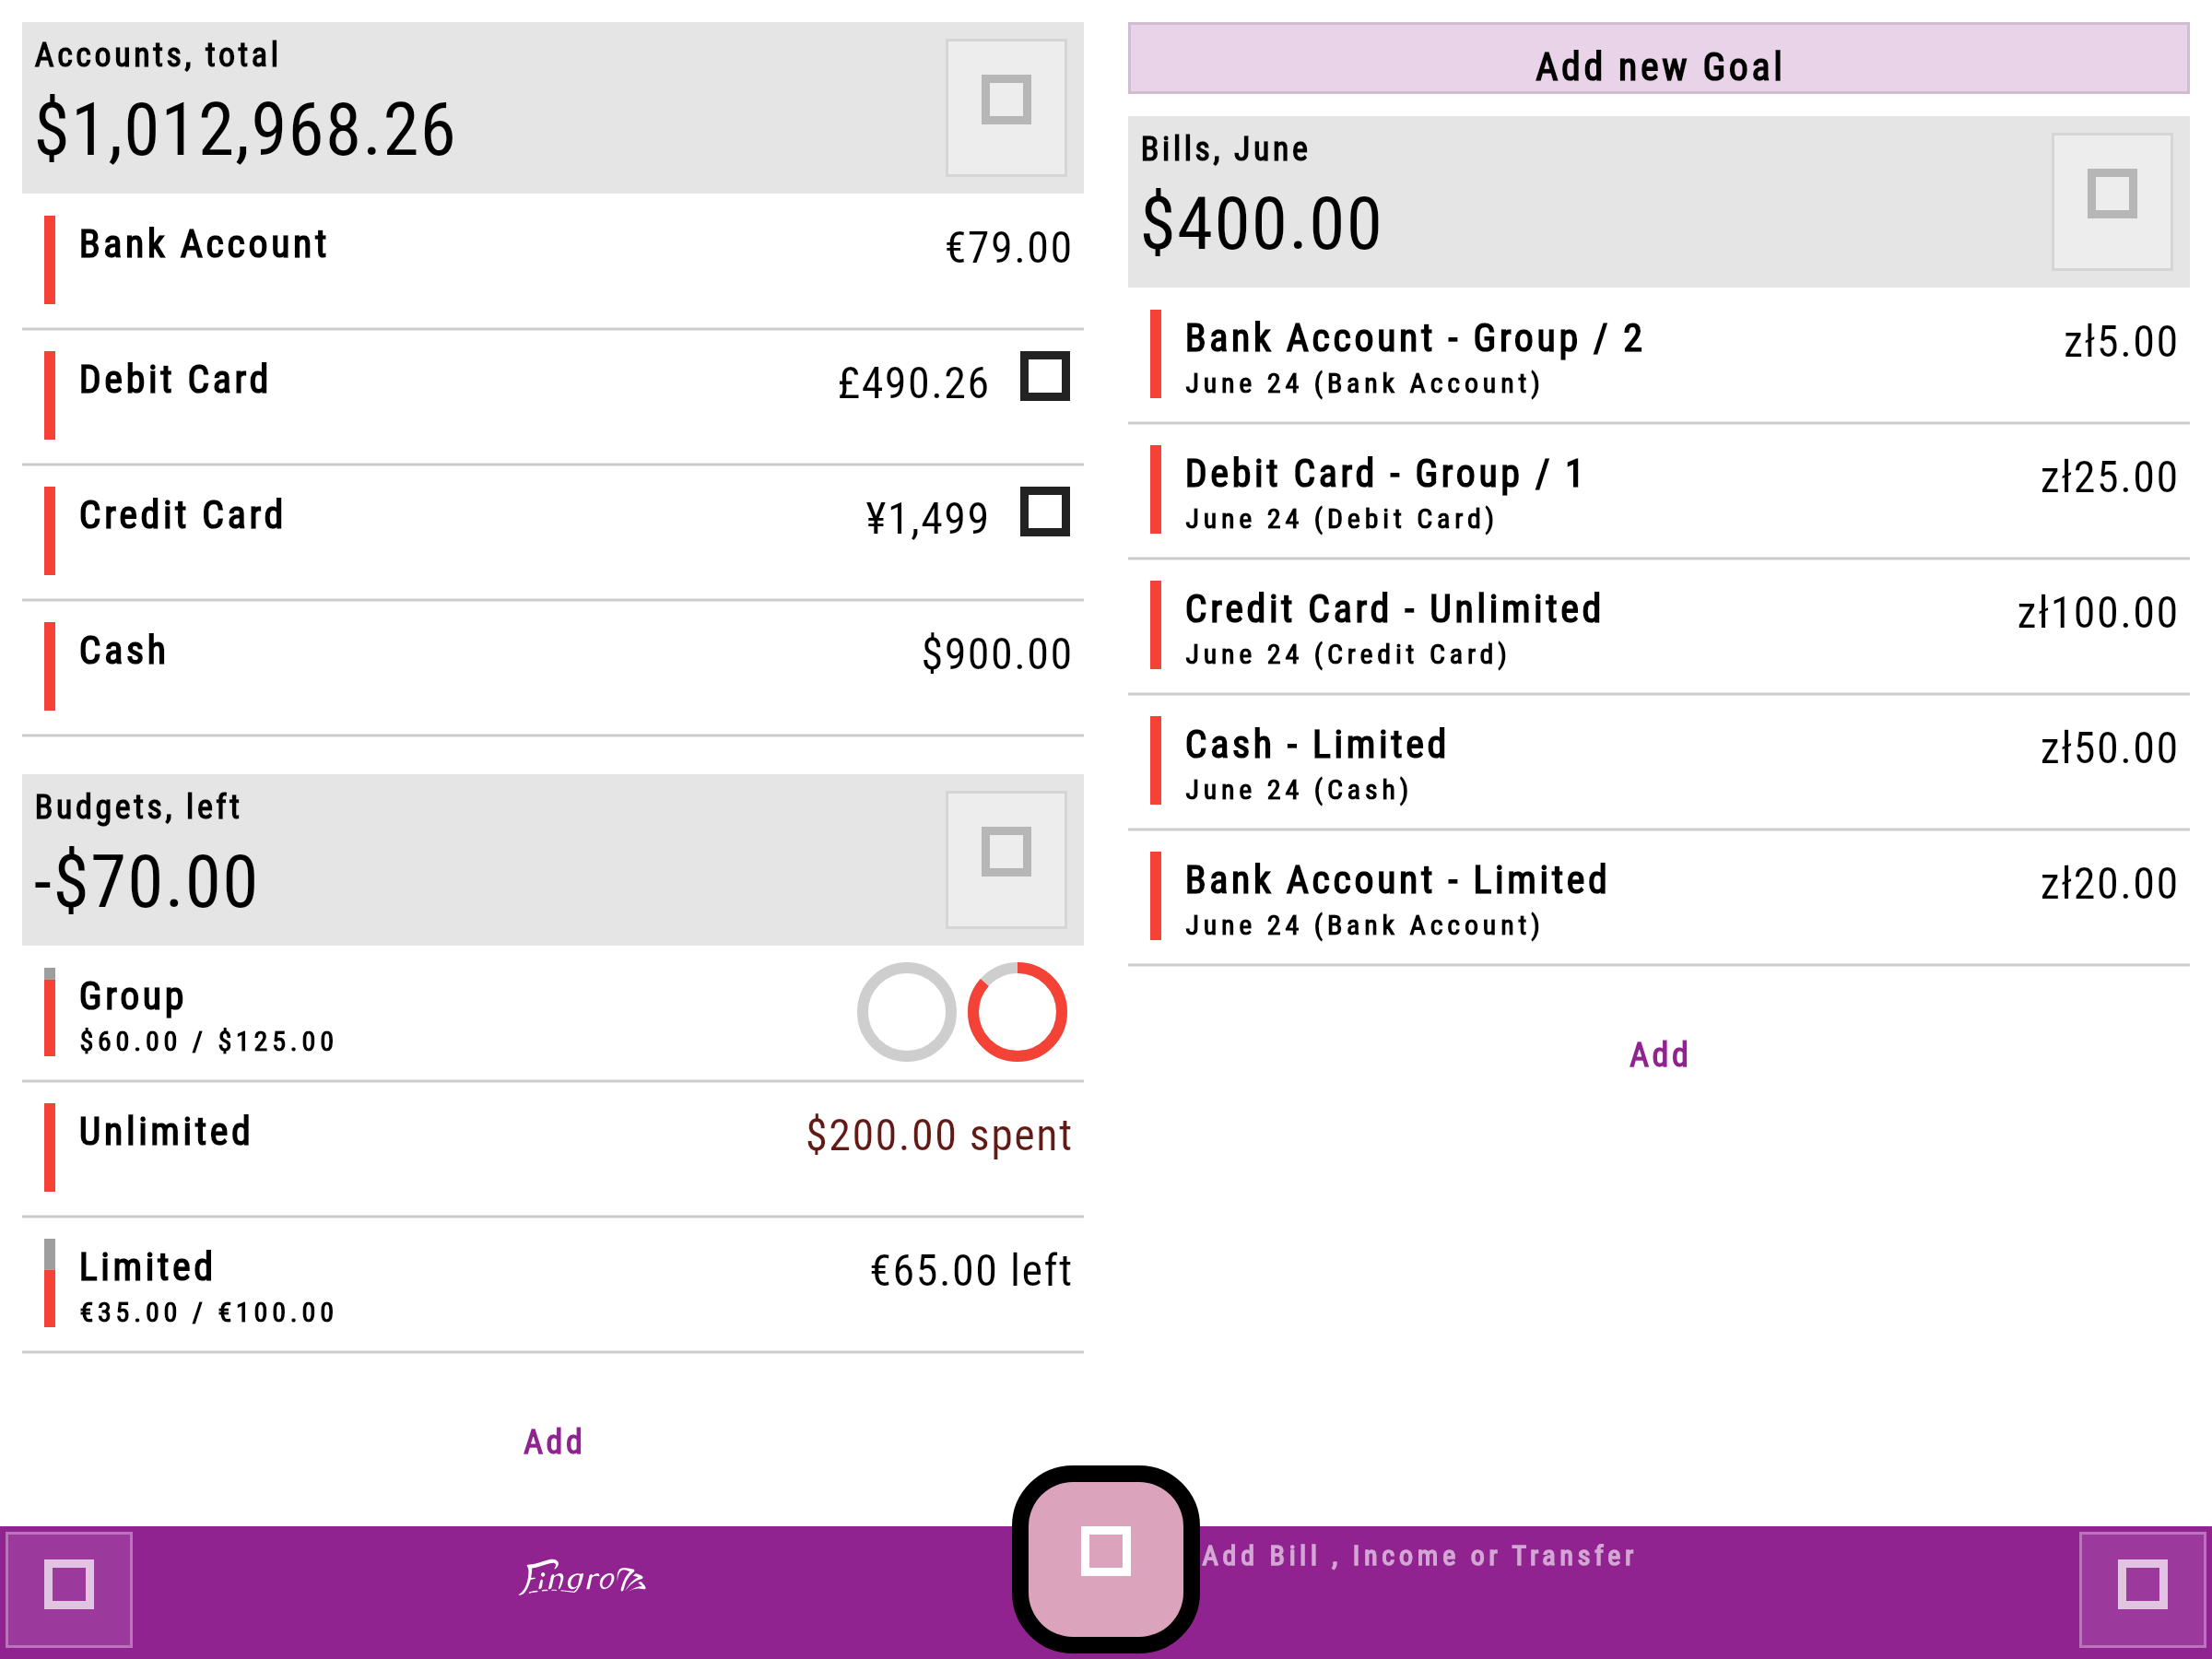 Accounts, total
$1,012,968.26
Bank Account
€79.00
Debit Card
£490.26
Credit Card
¥1,499
Cash
$900.00
Budgets, left
-$70.00
Group
$60.00 / $125.00
Unlimited
$200.00 spent
Limited
€65.00 left
€35.00 / €100.00
Add
Add new Goal
Bills, June
$400.00
Bank Account - Group / 2
zł5.00
June 24 (Bank Account)
Debit Card - Group / 1
zł25.00
June 24 (Debit Card)
Credit Card - Unlimited
zł100.00
June 24 (Credit Card)
Cash - Limited
zł50.00
June 24 (Cash)
Bank Account - Limited
zł20.00
June 24 (Bank Account)
Add
Fingro
Add Bill , Income or Transfer